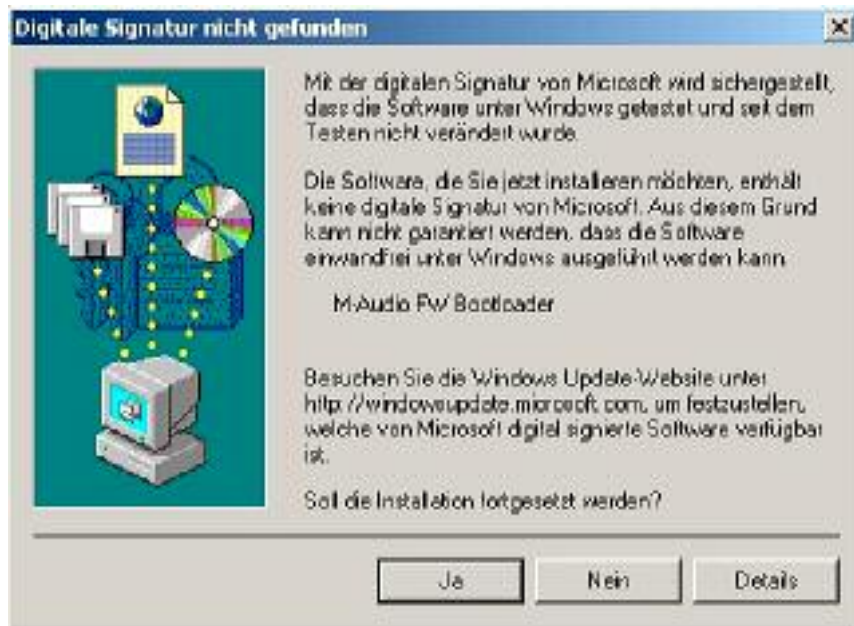 Digitale Signatur nicht gefunden
Mit der digitalen Signatur von Microsoft wird sichergestellt,
dass die Software unter Windows getestet und seit dem
Testen nicht verändert wurde.
Die Software, die Sie jetzt installieren möchten, enthält
keine digitale Signatur von Microsoft. Aus diesem Grund
kann nicht garantiert werden, dass die Software
einwandfrei unter Windows ausgeführt werden kann.
M-Audio FW Bootloader
Besuchen Sie die Windows Update-Website unter
http://windowsupdate.microsoft.com, um festzustellen,
welche von Microsoft digital signierte Software verfügbar
ist.
Soll die Installation fortgesetzt werden?
Ja
Nein
Details